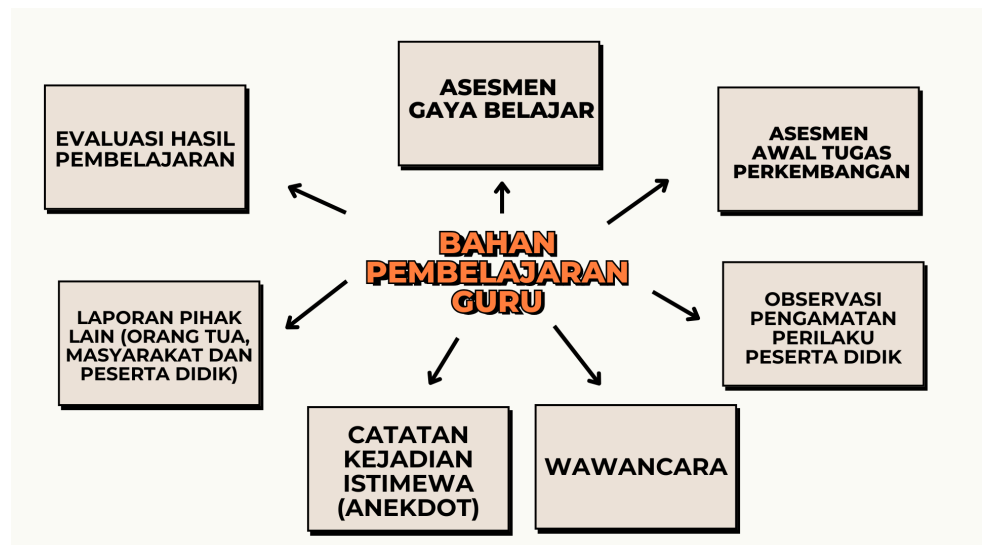 ASESMEN
GAYA BELAJAR
EVALUASI HASIL
PEMBELAJARAN
ASESMEN
AWAL TUGAS
PERKEMBANGAN
BAHAN
PEMBELAJARAN
GURU
LAPORAN PIHAK
LAIN (ORANG TUA,
MASYARAKAT DAN
PESERTA DIDIK)
OBSERVASI
PENGAMATAN
PERILAKU
PESERTA DIDIK
CATATAN
KEJADIAN
ISTIMEWA
(ANEKDOT)
WAWANCARA